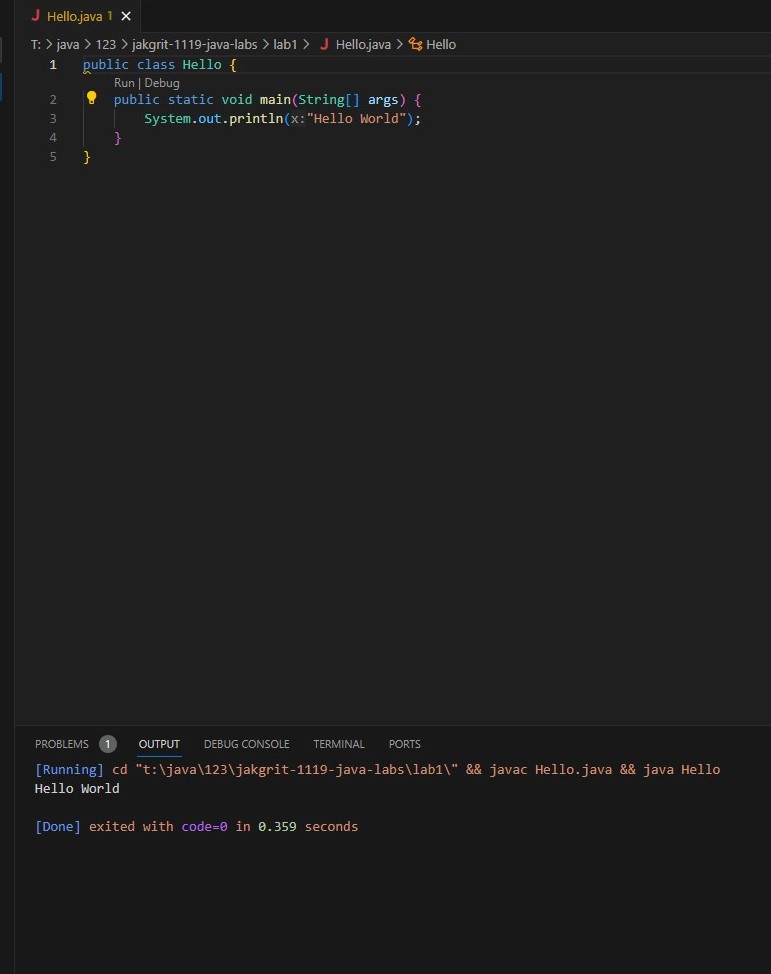 J Hello.java 1 ×
T: > java > 123 > jakgrit-1119-java-labs > lab1 > J Hello.java > Hello
1 public class Hello {
Run | Debug
2 public static void main(String[] args) {
3 System.out.println(x:"Hello World");
4 }
5 }
PROBLEMS 1 OUTPUT DEBUG CONSOLE TERMINAL PORTS
[Running] cd "t:\java\123\jakgrit-1119-java-labs\lab1\" && javac Hello.java && java Hello
Hello World
[Done] exited with code=0 in 0.359 seconds